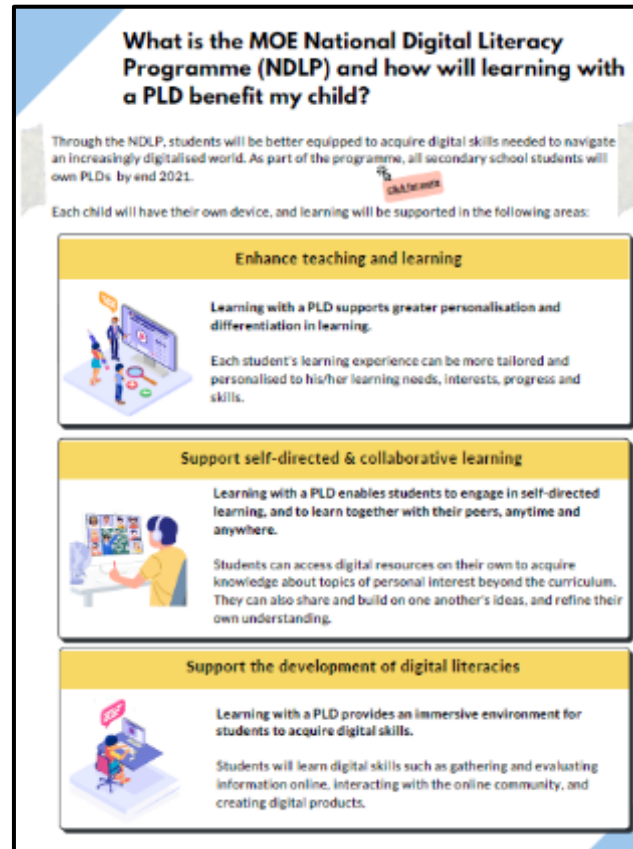 What is the MOE National Digital Literacy
Programme (NDLP) and how will learning with
a PLD benefit my child?
Through the NDLP, students will be better equipped to acquire digital skills needed to navigate
an increasingly digitalised world. As part of the programme, all secondary school students will
own PLDs by end 2021.
Click for more
Each child will have their own device, and learning will be supported in the following areas:
Enhance teaching and learning
Learning with a PLD supports greater personalisation and
differentiation in learning.
Each student's learning experience can be more tailored and
personalised to his/her learning needs, interests, progress and
skills.
Support self-directed & collaborative learning
Learning with a PLD enables students to engage in self-directed
learning, and to learn together with their peers, anytime and
anywhere.
Students can access digital resources on their own to acquire
knowledge about topics of personal interest beyond the curriculum.
They can also share and build on one another's ideas, and refine their
own understanding.
Support the development of digital literacies
Learning with a PLD provides an immersive environment for
students to acquire digital skills.
Students will learn digital skills such as gathering and evaluating
information online, interacting with the online community, and
creating digital products.